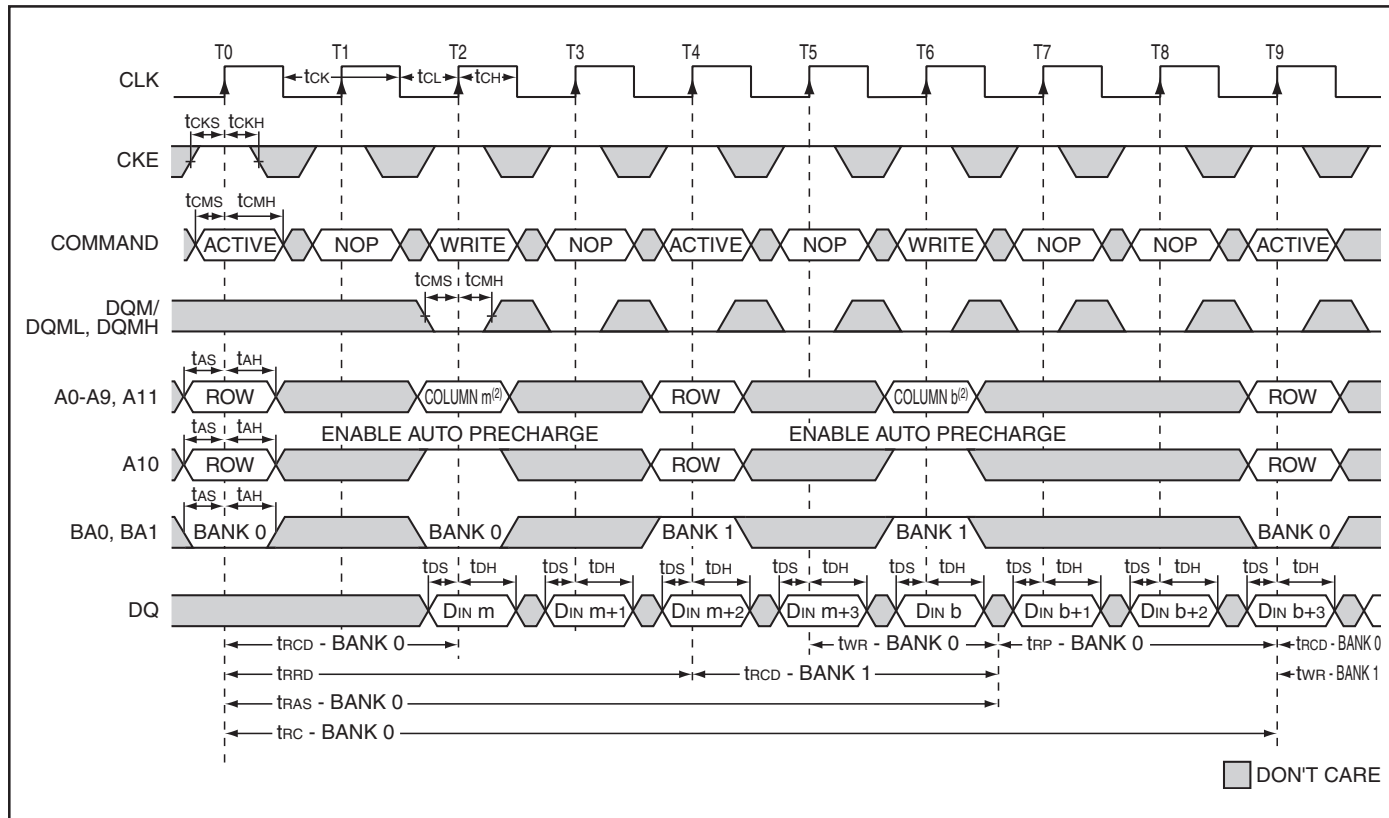 T0 T1 T2 T3 T4 T5 T6 T7 T8 T9
CLK tCK tCL tCH
tCKS tCKH
CKE
tCMS tCMH
COMMAND ACTIVE NOP WRITE NOP ACTIVE NOP WRITE NOP NOP ACTIVE
tCMS tCMH
DQM/
DQML, DQMH
tAS tAH
A0-A9, A11 ROW COLUMN m(2) ROW COLUMN b(2) ROW
tAS tAH ENABLE AUTO PRECHARGE ENABLE AUTO PRECHARGE
A10 ROW ROW ROW
tAS tAH
BA0, BA1 BANK 0 BANK 0 BANK 1 BANK 1 BANK 0
tDS tDH tDS tDH tDS tDH tDS tDH tDS tDH tDS tDH tDS tDH tDS tDH
DQ DIN m DIN m+1 DIN m+2 DIN m+3 DIN b DIN b+1 DIN b+2 DIN b+3
tRCD - BANK 0 tWR - BANK 0 tRP - BANK 0 tRCD - BANK 0
tRRD tRCD - BANK 1 tWR - BANK 1
tRAS - BANK 0
tRC - BANK 0
DON'T CARE